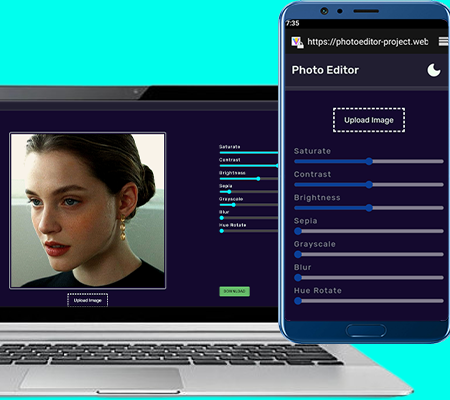 Saturate
Contrast
Brightness
Sepia
Grayscale
Blur
Hue Rotate
Upload Image
DOWNLOAD
7:35
https://photoeditor-project.web
Photo Editor
Upload Image
Saturate
Contrast
Brightness
Sepia
Grayscale
Blur
Hue Rotate